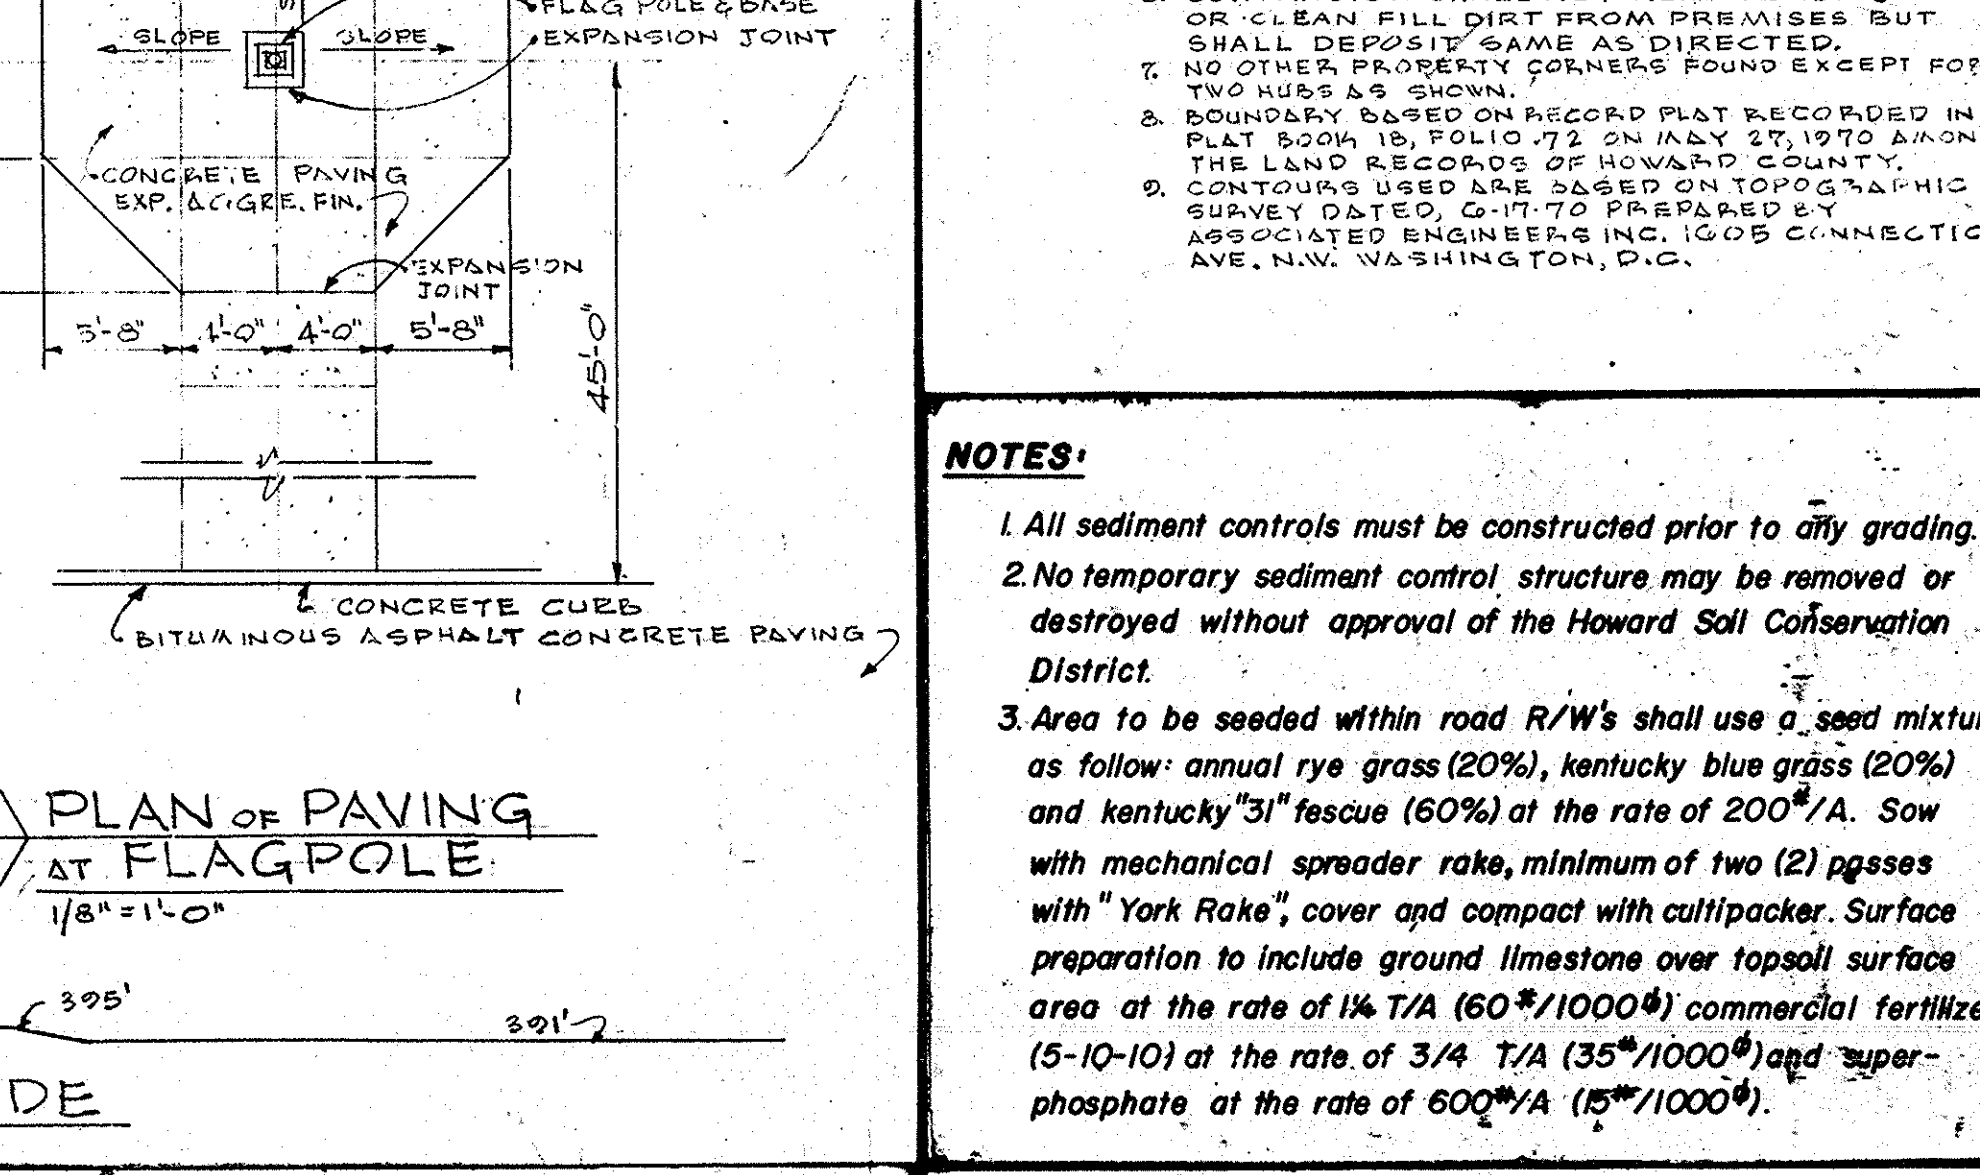 FLAG POLE & BASE
EXPANSION JOINT
SLOPE
SLOPE
CONCRETE PAVING
EXP. AGGRE. FIN.
EXPANSION
JOINT
5'-8"
4'-0"
4'-0"
5'-8"
45'-0"
CONCRETE CURB
BITUMINOUS ASPHALT CONCRETE PAVING
PLAN OF PAVING
AT FLAGPOLE
1/8" = 1'-0"
395'
391'
DE
OR CLEAN FILL DIRT FROM PREMISES BUT
SHALL DEPOSIT SAME AS DIRECTED.
7. NO OTHER PROPERTY CORNERS FOUND EXCEPT FOR
TWO HUBS AS SHOWN.
8. BOUNDARY BASED ON RECORD PLAT RECORDED IN
PLAT BOOK 18, FOLIO 72 ON MAY 27, 1970 AMON
THE LAND RECORDS OF HOWARD COUNTY.
9. CONTOURS USED ARE BASED ON TOPOGRAPHIC
SURVEY DATED, 6-17-70 PREPARED BY
ASSOCIATED ENGINEERS INC. 1605 CONNECTIC
AVE. N.W. WASHINGTON, D.C.
NOTES:
1. All sediment controls must be constructed prior to any grading.
2. No temporary sediment control structure may be removed or
destroyed without approval of the Howard Soil Conservation
District.
3. Area to be seeded within road R/W's shall use a seed mixtur
as follow: annual rye grass (20%), kentucky blue grass (20%)
and kentucky "31" fescue (60%) at the rate of 200#/A. Sow
with mechanical spreader rake, minimum of two (2) passes
with "York Rake", cover and compact with cultipacker. Surface
preparation to include ground limestone over topsoil surface
area at the rate of 1¼ T/A (60#/1000ϕ) commercial fertilize
(5-10-10) at the rate of 3/4 T/A (35#/1000ϕ) and super-
phosphate at the rate of 600#/A (15#/1000ϕ).